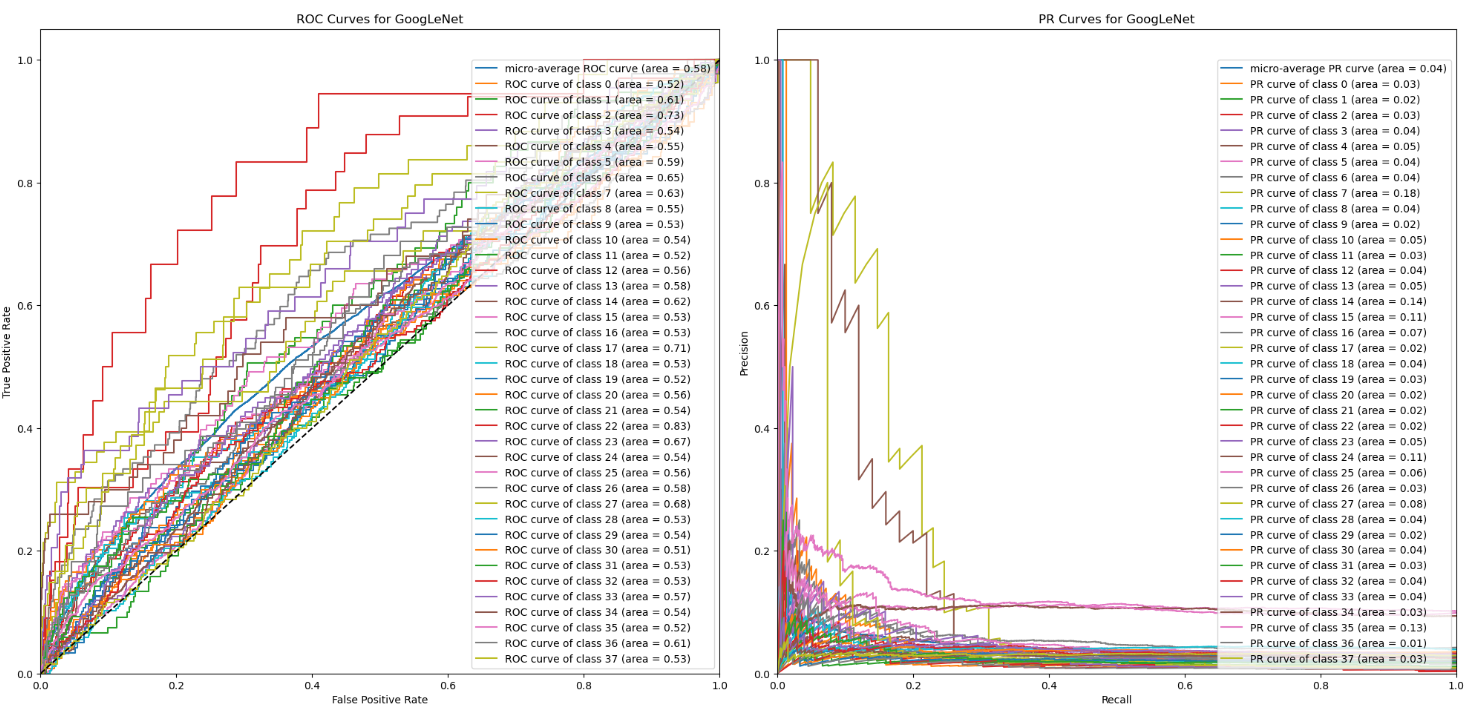 ROC Curves for GoogLeNet
1.0
0.8
0.6
0.4
0.2
0.0
True Positive Rate
0.0 0.2 0.4 0.6 0.8 1.0
False Positive Rate
micro-average ROC curve (area = 0.58)
ROC curve of class 0 (area = 0.52)
ROC curve of class 1 (area = 0.61)
ROC curve of class 2 (area = 0.73)
ROC curve of class 3 (area = 0.54)
ROC curve of class 4 (area = 0.55)
ROC curve of class 5 (area = 0.59)
ROC curve of class 6 (area = 0.65)
ROC curve of class 7 (area = 0.63)
ROC curve of class 8 (area = 0.55)
ROC curve of class 9 (area = 0.53)
ROC curve of class 10 (area = 0.54)
ROC curve of class 11 (area = 0.52)
ROC curve of class 12 (area = 0.56)
ROC curve of class 13 (area = 0.58)
ROC curve of class 14 (area = 0.62)
ROC curve of class 15 (area = 0.53)
ROC curve of class 16 (area = 0.53)
ROC curve of class 17 (area = 0.71)
ROC curve of class 18 (area = 0.53)
ROC curve of class 19 (area = 0.52)
ROC curve of class 20 (area = 0.56)
ROC curve of class 21 (area = 0.54)
ROC curve of class 22 (area = 0.83)
ROC curve of class 23 (area = 0.67)
ROC curve of class 24 (area = 0.54)
ROC curve of class 25 (area = 0.56)
ROC curve of class 26 (area = 0.58)
ROC curve of class 27 (area = 0.68)
ROC curve of class 28 (area = 0.53)
ROC curve of class 29 (area = 0.54)
ROC curve of class 30 (area = 0.51)
ROC curve of class 31 (area = 0.53)
ROC curve of class 32 (area = 0.53)
ROC curve of class 33 (area = 0.57)
ROC curve of class 34 (area = 0.54)
ROC curve of class 35 (area = 0.52)
ROC curve of class 36 (area = 0.61)
ROC curve of class 37 (area = 0.53)
PR Curves for GoogLeNet
1.0
0.8
0.6
0.4
0.2
0.0
Precision
0.0 0.2 0.4 0.6 0.8 1.0
Recall
micro-average PR curve (area = 0.04)
PR curve of class 0 (area = 0.03)
PR curve of class 1 (area = 0.02)
PR curve of class 2 (area = 0.03)
PR curve of class 3 (area = 0.04)
PR curve of class 4 (area = 0.05)
PR curve of class 5 (area = 0.04)
PR curve of class 6 (area = 0.04)
PR curve of class 7 (area = 0.18)
PR curve of class 8 (area = 0.04)
PR curve of class 9 (area = 0.02)
PR curve of class 10 (area = 0.05)
PR curve of class 11 (area = 0.03)
PR curve of class 12 (area = 0.04)
PR curve of class 13 (area = 0.05)
PR curve of class 14 (area = 0.14)
PR curve of class 15 (area = 0.11)
PR curve of class 16 (area = 0.07)
PR curve of class 17 (area = 0.02)
PR curve of class 18 (area = 0.04)
PR curve of class 19 (area = 0.03)
PR curve of class 20 (area = 0.02)
PR curve of class 21 (area = 0.02)
PR curve of class 22 (area = 0.02)
PR curve of class 23 (area = 0.05)
PR curve of class 24 (area = 0.11)
PR curve of class 25 (area = 0.06)
PR curve of class 26 (area = 0.03)
PR curve of class 27 (area = 0.08)
PR curve of class 28 (area = 0.04)
PR curve of class 29 (area = 0.02)
PR curve of class 30 (area = 0.04)
PR curve of class 31 (area = 0.03)
PR curve of class 32 (area = 0.04)
PR curve of class 33 (area = 0.04)
PR curve of class 34 (area = 0.03)
PR curve of class 35 (area = 0.13)
PR curve of class 36 (area = 0.01)
PR curve of class 37 (area = 0.03)